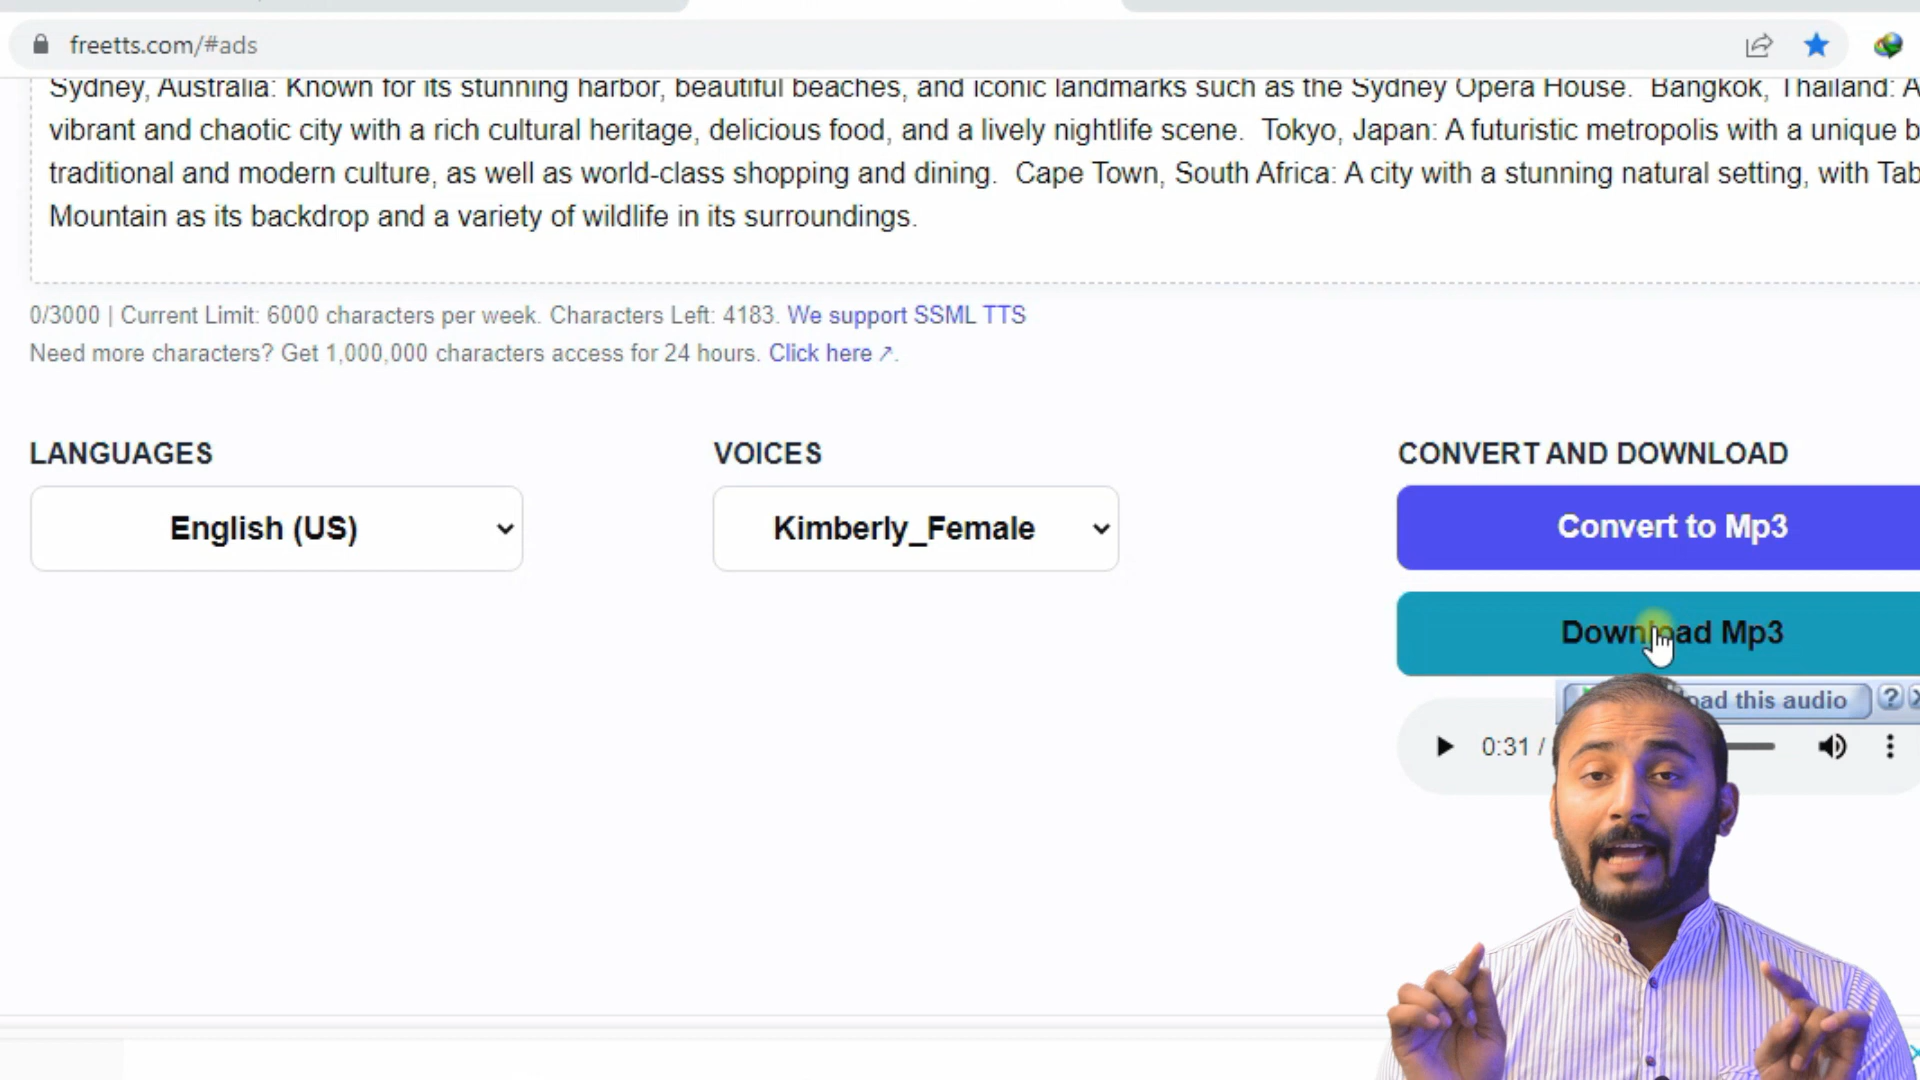 freetts.com/#ads
Sydney, Australia: Known for its stunning harbor, beautiful beaches, and iconic landmarks such as the Sydney Opera House. Bangkok, Thailand: A
vibrant and chaotic city with a rich cultural heritage, delicious food, and a lively nightlife scene. Tokyo, Japan: A futuristic metropolis with a unique b
traditional and modern culture, as well as world-class shopping and dining. Cape Town, South Africa: A city with a stunning natural setting, with Tab
Mountain as its backdrop and a variety of wildlife in its surroundings.
0/3000 | Current Limit: 6000 characters per week. Characters Left: 4183. We support SSML TTS
Need more characters? Get 1,000,000 characters access for 24 hours. Click here ↗.
LANGUAGES
VOICES
CONVERT AND DOWNLOAD
English (US)
Kimberly_Female
Convert to Mp3
Download Mp3
this audio
?
0:31 /